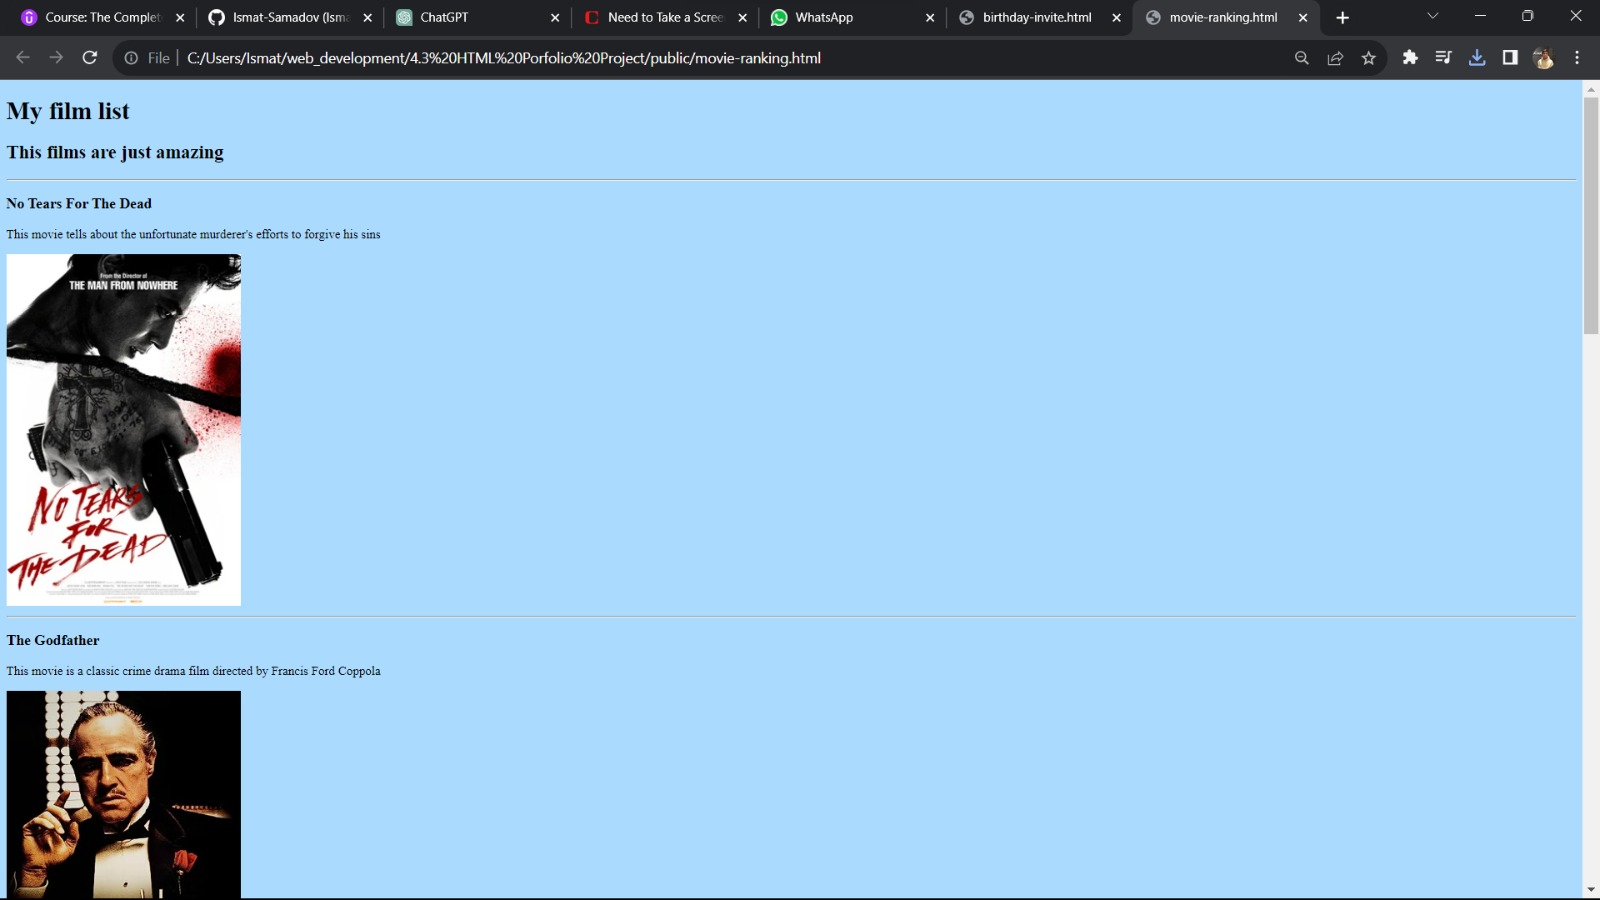 Course: The Complet
Ismat-Samadov (Isma
ChatGPT
Need to Take a Scree
WhatsApp
birthday-invite.html
movie-ranking.html
File
C:/Users/Ismat/web_development/4.3%20HTML%20Porfolio%20Project/public/movie-ranking.html
My film list
This films are just amazing
No Tears For The Dead
This movie tells about the unfortunate murderer's efforts to forgive his sins
From the Director of
THE MAN FROM NOWHERE
NO TEARS
FOR
THE DEAD
The Godfather
This movie is a classic crime drama film directed by Francis Ford Coppola